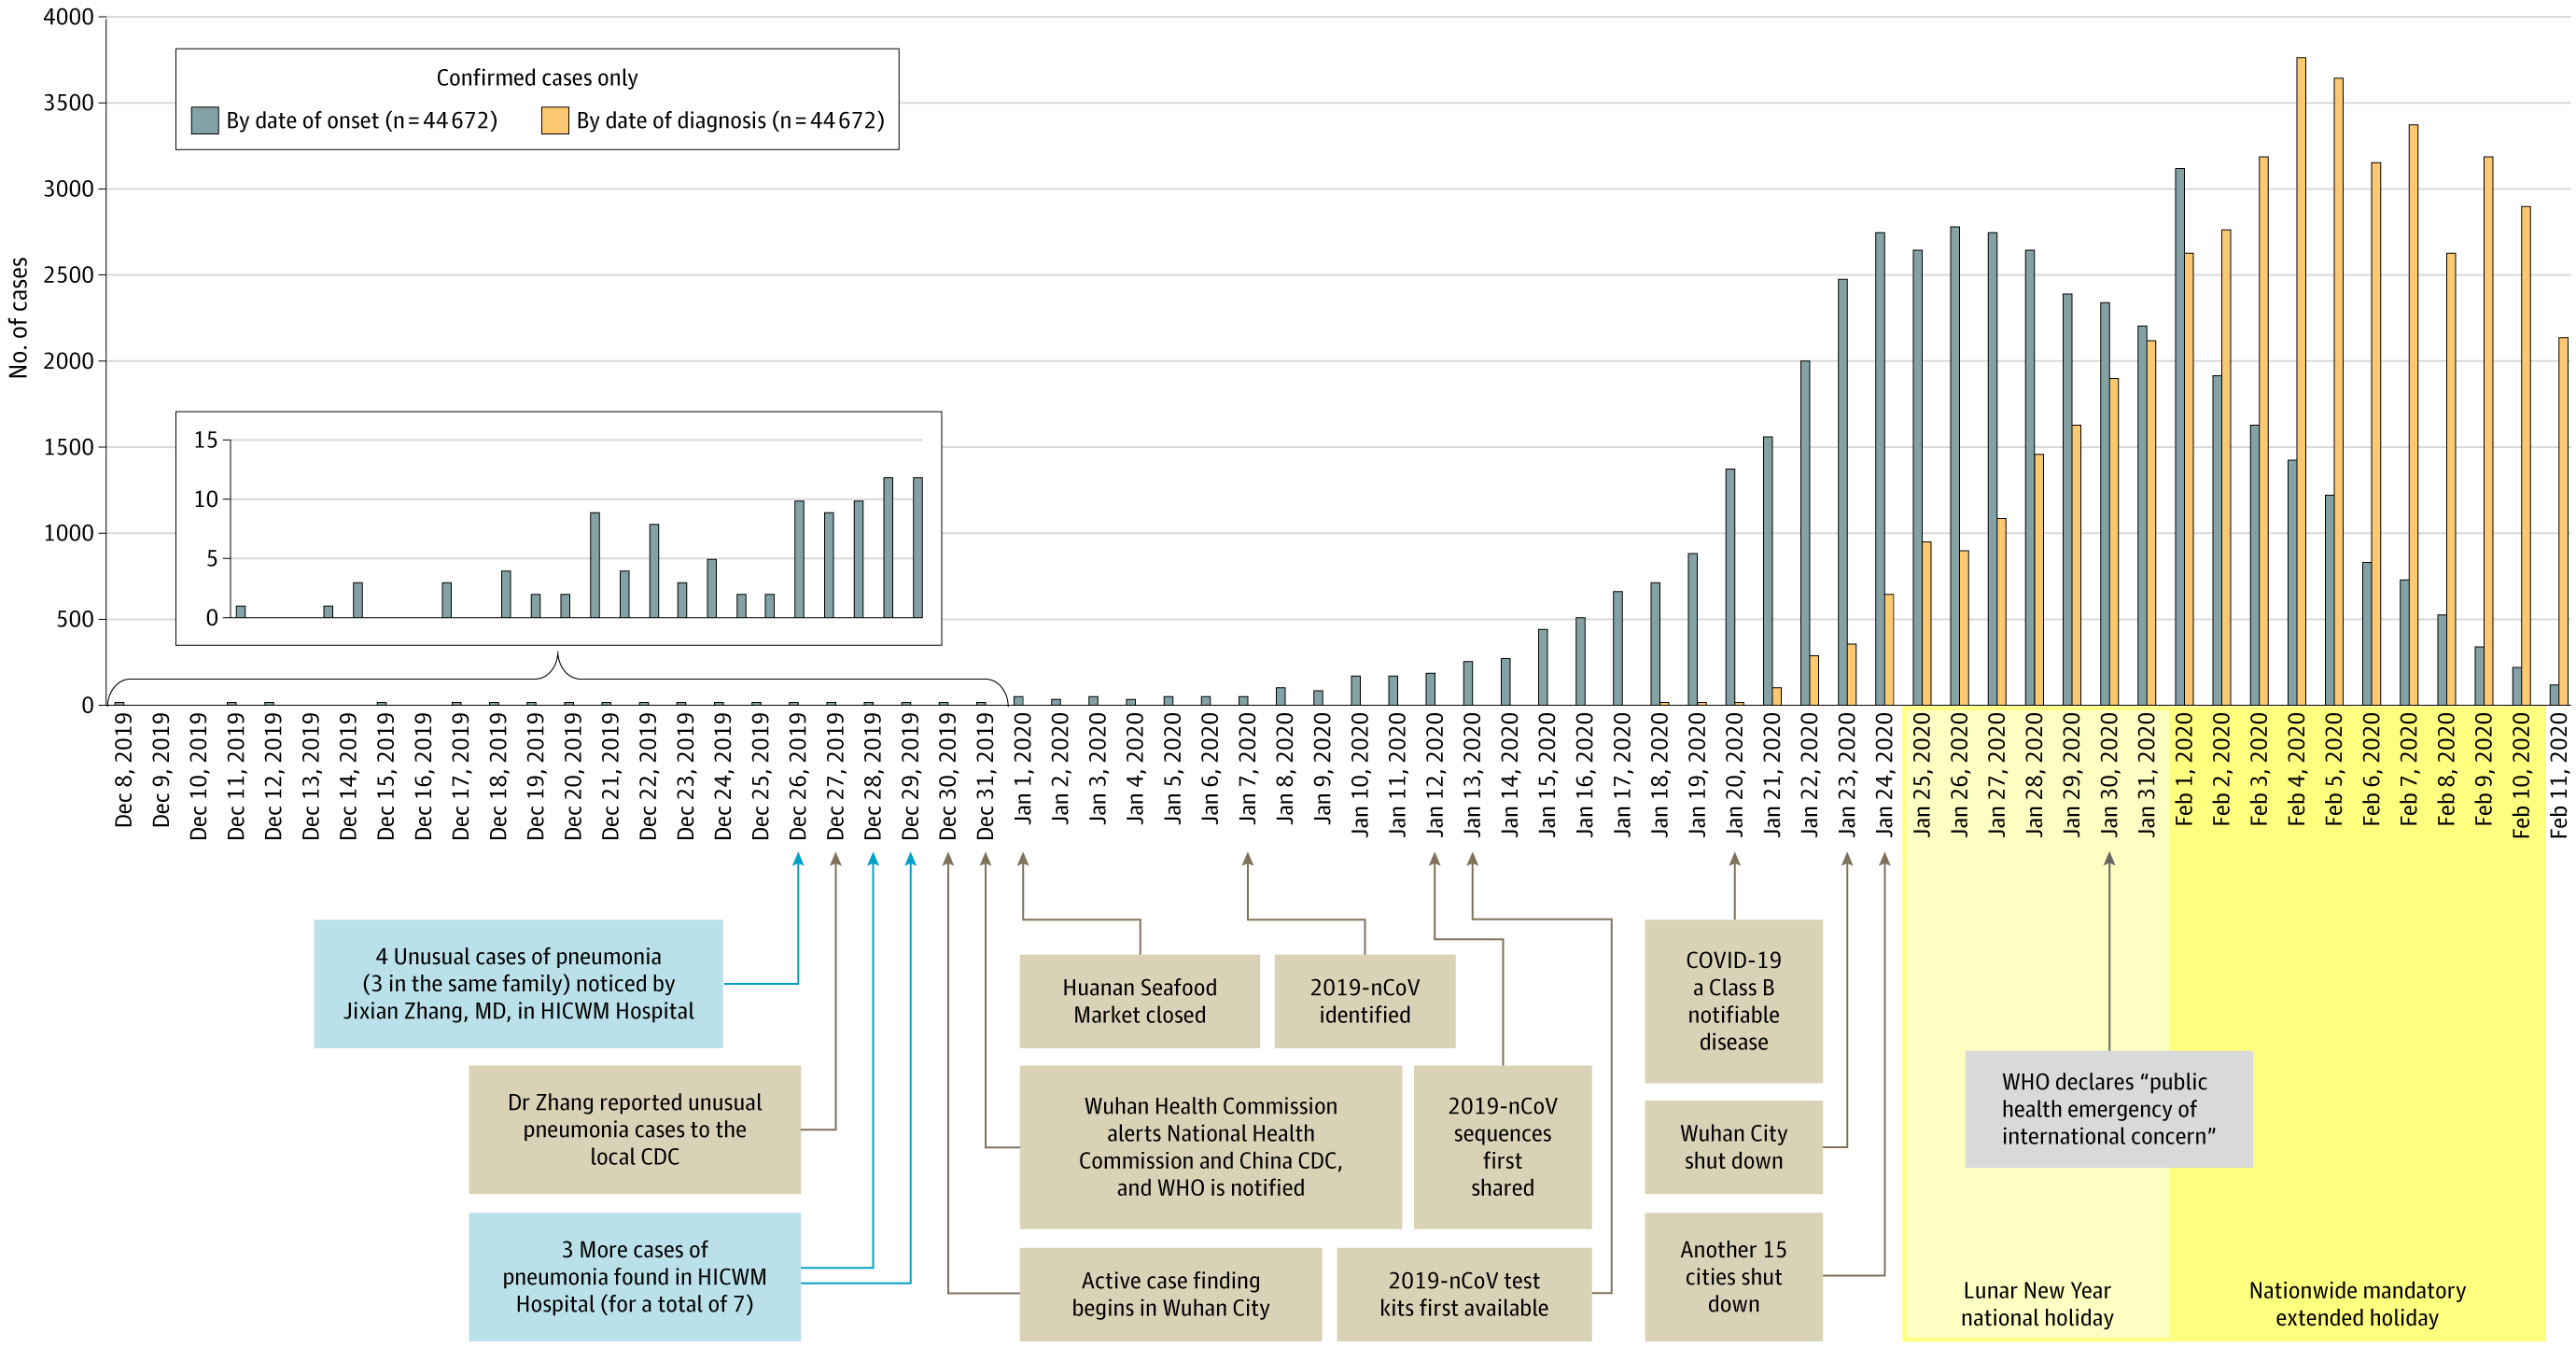 4000
3500
3000
2500
2000
1500
1000
500
0
No. of cases
Confirmed cases only
By date of onset (n = 44 672)
By date of diagnosis (n = 44 672)
15
10
5
0
Dec 8, 2019
Dec 9, 2019
Dec 10, 2019
Dec 11, 2019
Dec 12, 2019
Dec 13, 2019
Dec 14, 2019
Dec 15, 2019
Dec 16, 2019
Dec 17, 2019
Dec 18, 2019
Dec 19, 2019
Dec 20, 2019
Dec 21, 2019
Dec 22, 2019
Dec 23, 2019
Dec 24, 2019
Dec 25, 2019
Dec 26, 2019
Dec 27, 2019
Dec 28, 2019
Dec 29, 2019
Dec 30, 2019
Dec 31, 2019
Jan 1, 2020
Jan 2, 2020
Jan 3, 2020
Jan 4, 2020
Jan 5, 2020
Jan 6, 2020
Jan 7, 2020
Jan 8, 2020
Jan 9, 2020
Jan 10, 2020
Jan 11, 2020
Jan 12, 2020
Jan 13, 2020
Jan 14, 2020
Jan 15, 2020
Jan 16, 2020
Jan 17, 2020
Jan 18, 2020
Jan 19, 2020
Jan 20, 2020
Jan 21, 2020
Jan 22, 2020
Jan 23, 2020
Jan 24, 2020
Jan 25, 2020
Jan 26, 2020
Jan 27, 2020
Jan 28, 2020
Jan 29, 2020
Jan 30, 2020
Jan 31, 2020
Feb 1, 2020
Feb 2, 2020
Feb 3, 2020
Feb 4, 2020
Feb 5, 2020
Feb 6, 2020
Feb 7, 2020
Feb 8, 2020
Feb 9, 2020
Feb 10, 2020
Feb 11, 2020
4 Unusual cases of pneumonia
(3 in the same family) noticed by
Jixian Zhang, MD, in HICWM Hospital
Dr Zhang reported unusual
pneumonia cases to the
local CDC
3 More cases of
pneumonia found in HICWM
Hospital (for a total of 7)
Huanan Seafood
Market closed
2019-nCoV
identified
Wuhan Health Commission
alerts National Health
Commission and China CDC,
and WHO is notified
2019-nCoV
sequences
first
shared
Active case finding
begins in Wuhan City
2019-nCoV test
kits first available
COVID-19
a Class B
notifiable
disease
Wuhan City
shut down
Another 15
cities shut
down
WHO declares “public
health emergency of
international concern”
Lunar New Year
national holiday
Nationwide mandatory
extended holiday